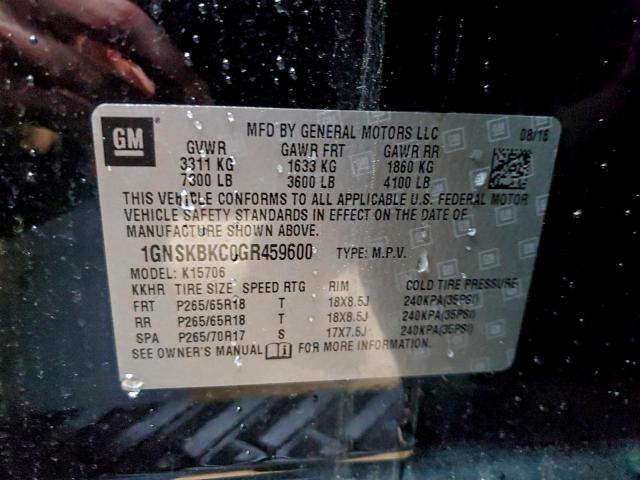 GM
MFD BY GENERAL MOTORS LLC 08/16
GVWR GAWR FRT GAWR RR
3311 KG 1633 KG 1860 KG
7300 LB 3600 LB 4100 LB
THIS VEHICLE CONFORMS TO ALL APPLICABLE U.S. FEDERAL MOTOR
VEHICLE SAFETY STANDARDS IN EFFECT ON THE DATE OF
MANUFACTURE SHOWN ABOVE.
1GNSKBKC0GR459600 TYPE: M.P.V.
MODEL: K15706
KKHR TIRE SIZE SPEED RTG RIM COLD TIRE PRESSURE
FRT P265/65R18 T 18X8.5J 240KPA(35PSI)
RR P265/65R18 T 18X8.5J 240KPA(35PSI)
SPA P265/70R17 S 17X7.5J 240KPA(35PSI)
SEE OWNER'S MANUAL FOR MORE INFORMATION.